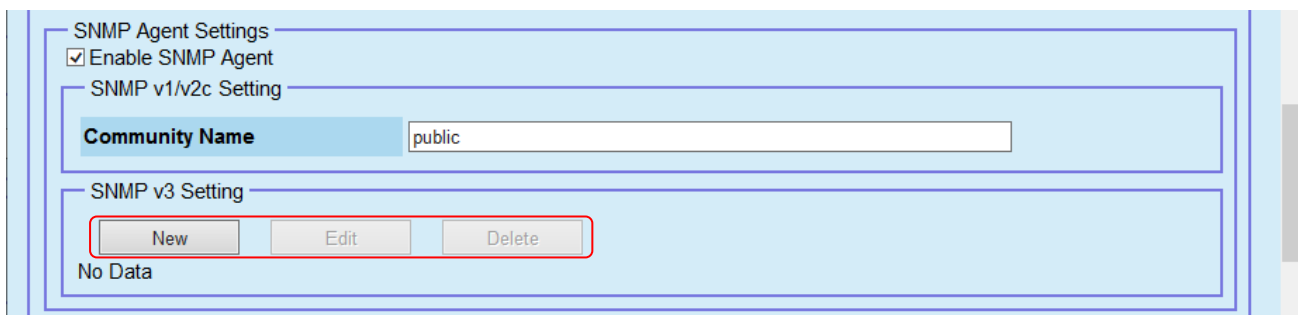 SNMP Agent Settings
Enable SNMP Agent
SNMP v1/v2c Setting
Community Name public
SNMP v3 Setting
New Edit Delete
No Data